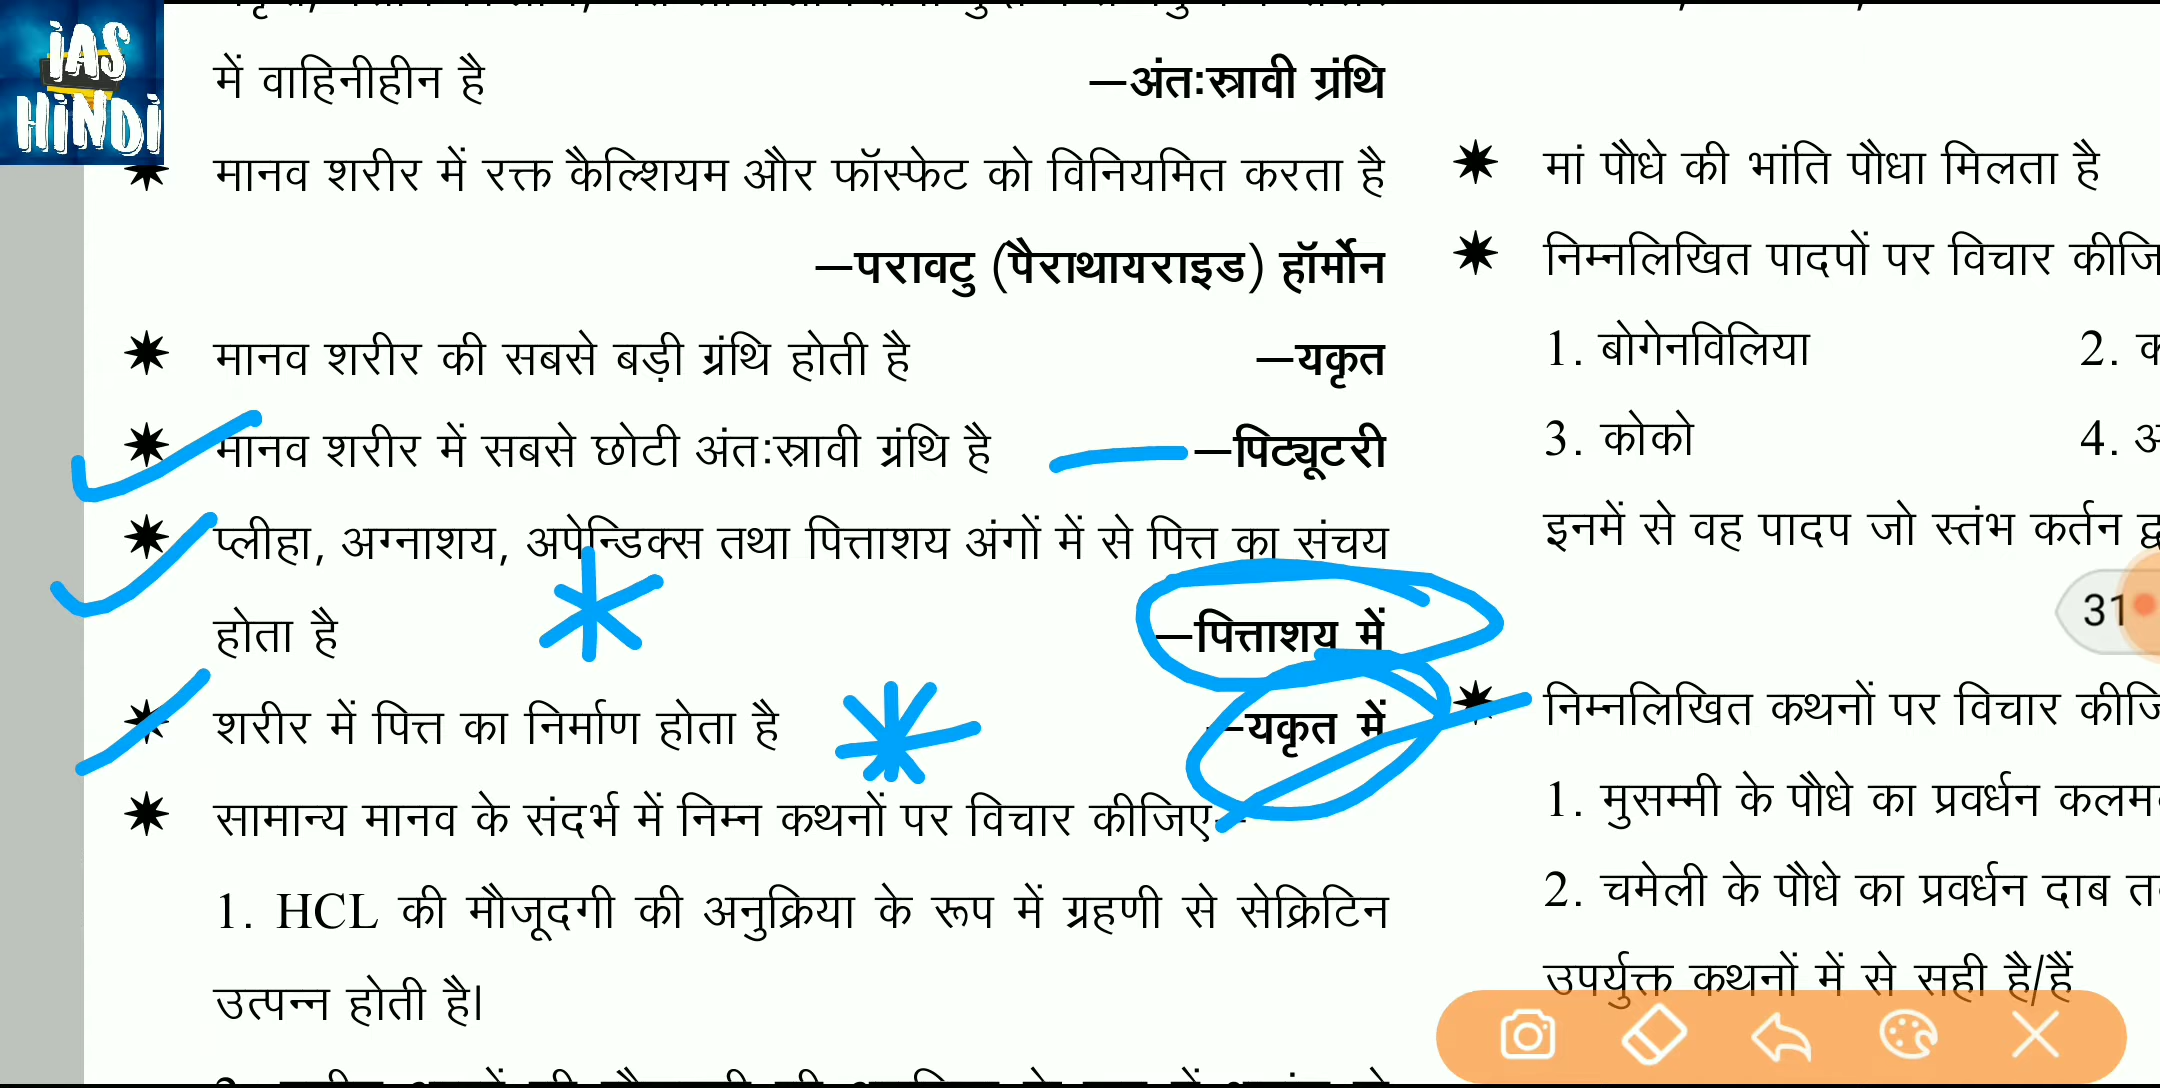 iAS
HiNDi
में वाहिनीहीन है —अंतःस्रावी ग्रंथि
मानव शरीर में रक्त कैल्शियम और फॉस्फेट को विनियमित करता है
—परावटु (पैराथायराइड) हॉर्मोन
मानव शरीर की सबसे बड़ी ग्रंथि होती है —यकृत
मानव शरीर में सबसे छोटी अंतःस्रावी ग्रंथि है —पिट्यूटरी
प्लीहा, अग्नाशय, अपेन्डिक्स तथा पित्ताशय अंगों में से पित्त का संचय
होता है —पित्ताशय में
शरीर में पित्त का निर्माण होता है —यकृत में
सामान्य मानव के संदर्भ में निम्न कथनों पर विचार कीजिए—
1. HCL की मौजूदगी की अनुक्रिया के रूप में ग्रहणी से सेक्रिटिन
उत्पन्न होती है।
मां पौधे की भांति पौधा मिलता है
निम्नलिखित पादपों पर विचार
1. बोगेनविलिया 2.
3. कोको 4.
इनमें से वह पादप जो स्तंभ कर्तन
31
निम्नलिखित कथनों पर विचार
1. मुसम्मी के पौधे का प्रवर्धन
2. चमेली के पौधे का प्रवर्धन दाब
उपर्युक्त कथनों में से सही है/हैं